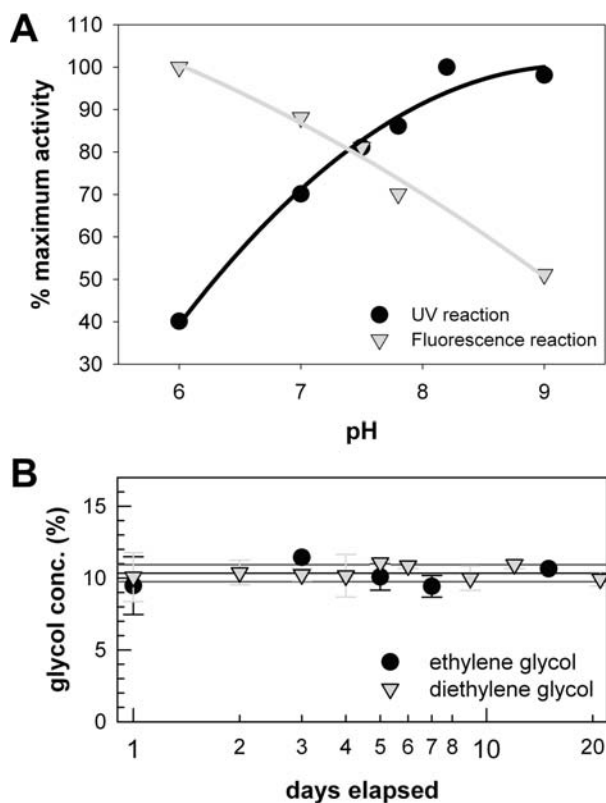 A
110
100
90
80
70
60
50
40
30
% maximum activity
UV reaction
Fluorescence reaction
6 7 8 9
pH
B
15
10
5
0
glycol conc. (%)
ethylene glycol
diethylene glycol
1 2 3 4 5 6 7 8 10 20
days elapsed